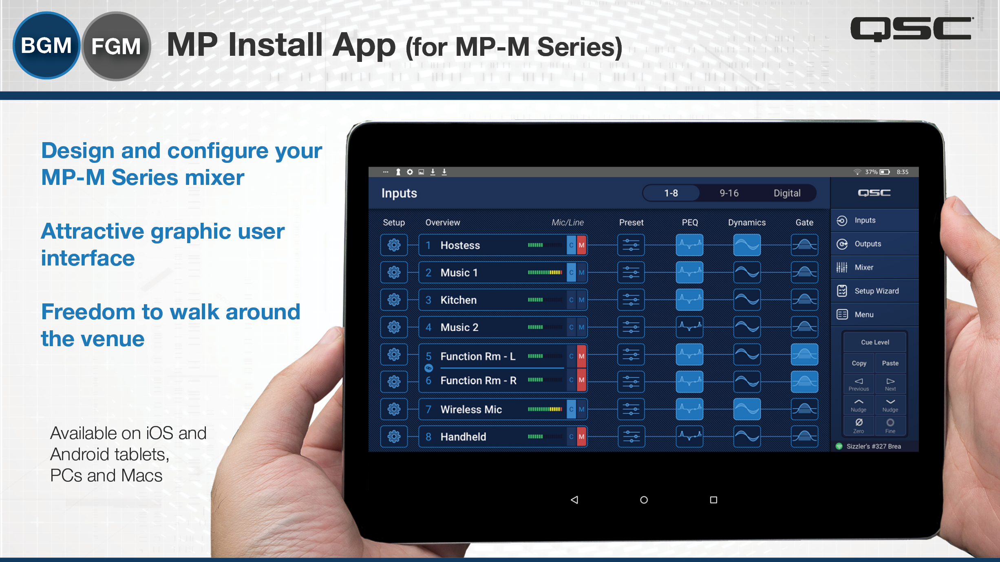 BGM
FGM
MP Install App (for MP-M Series)
QSC
Design and configure your
MP-M Series mixer
Attractive graphic user
interface
Freedom to walk around
the venue
Available on iOS and
Android tablets,
PCs and Macs
37% 8:35
Inputs
1-8 9-16 Digital
QSC
Setup Overview Mic/Line Preset PEQ Dynamics Gate
1 Hostess C M
2 Music 1 C M
3 Kitchen C M
4 Music 2 C M
5 Function Rm - L C M
6 Function Rm - R C M
7 Wireless Mic C M
8 Handheld C M
Inputs
Outputs
Mixer
Setup Wizard
Menu
Cue Level
Copy Paste
Previous Next
Nudge Nudge
Zero Fine
Sizzler's #327 Brea